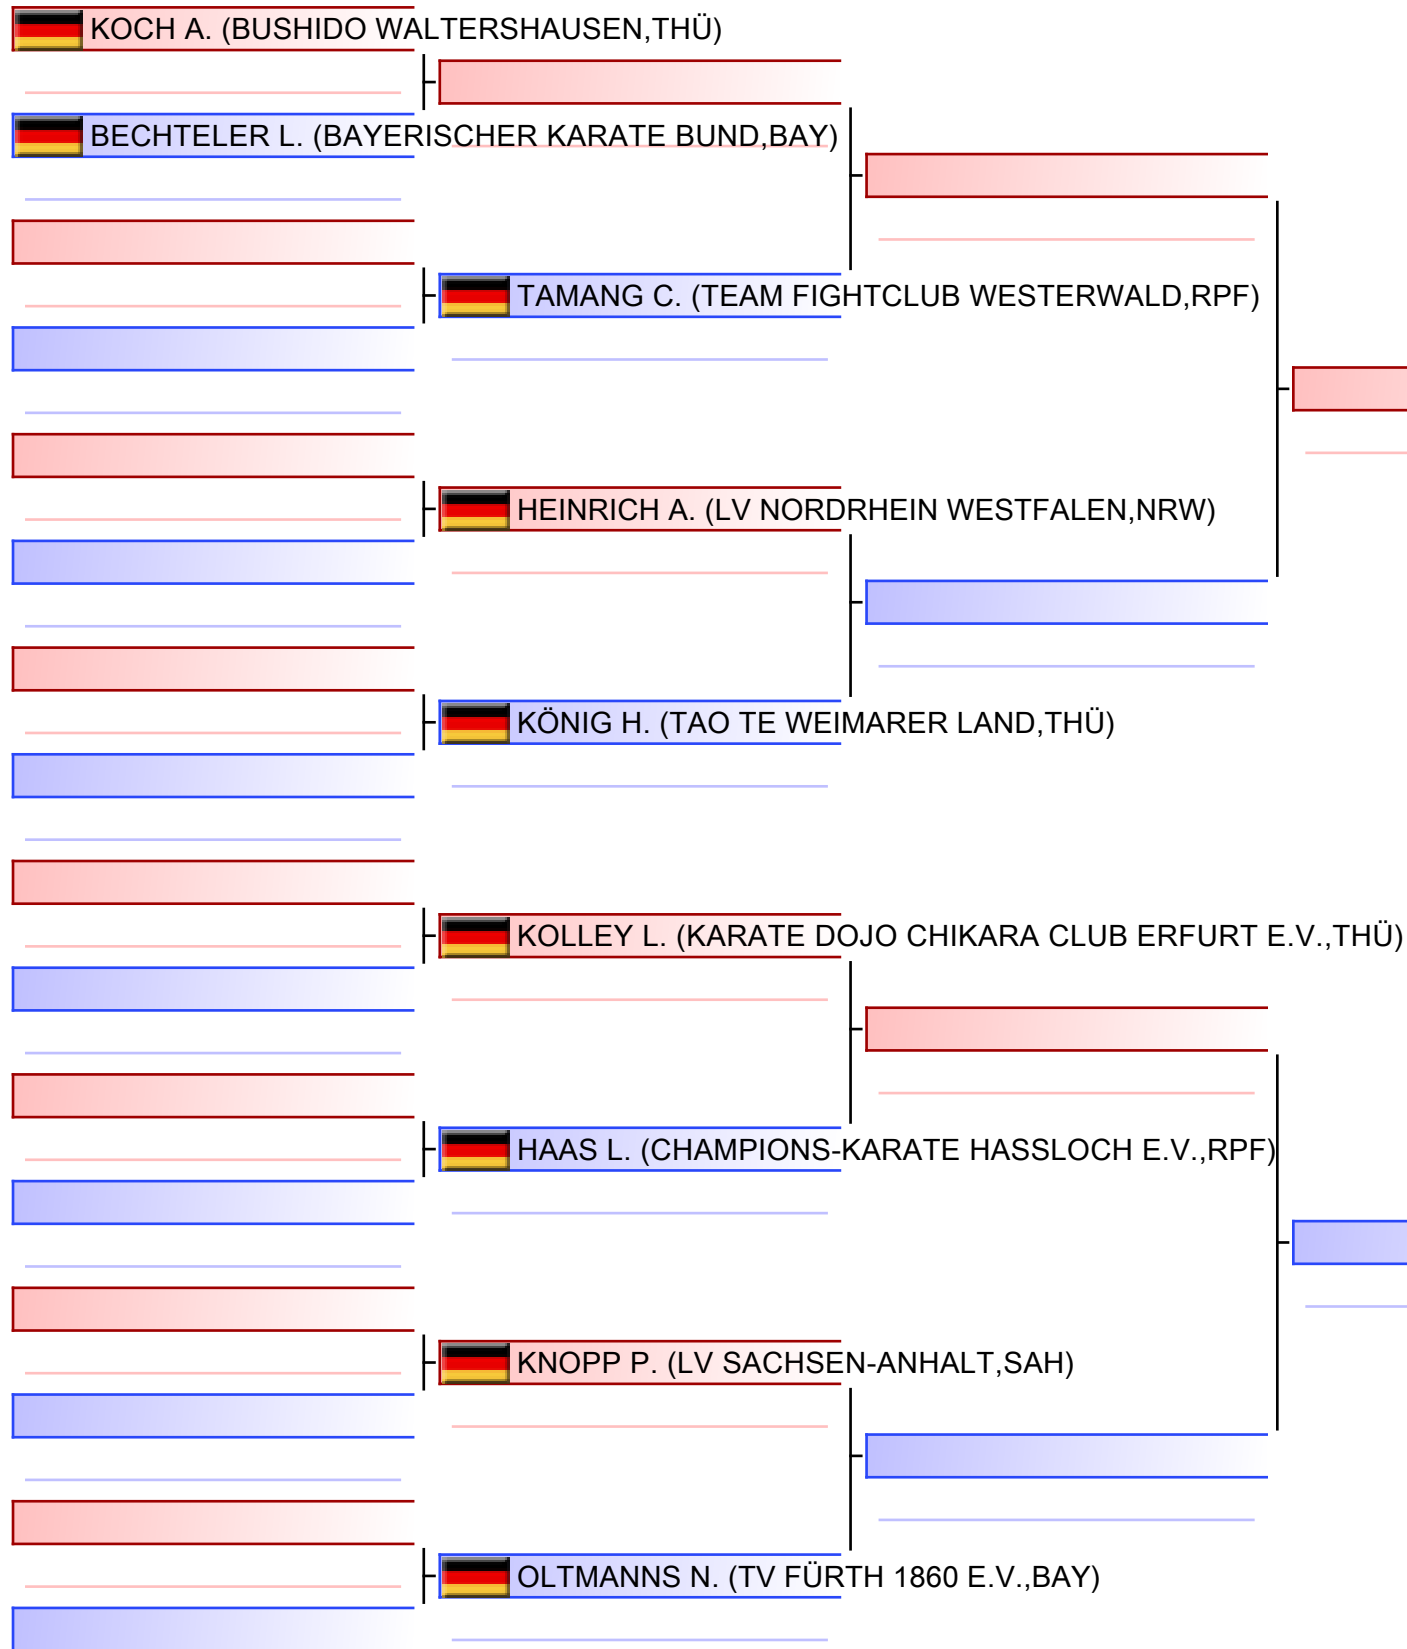 KOCH A. (BUSHIDO WALTERSHAUSEN,THÜ)
BECHTELER L. (BAYERISCHER KARATE BUND,BAY)
TAMANG C. (TEAM FIGHTCLUB WESTERWALD,RPF)
HEINRICH A. (LV NORDRHEIN WESTFALEN,NRW)
KÖNIG H. (TAO TE WEIMARER LAND,THÜ)
KOLLEY L. (KARATE DOJO CHIKARA CLUB ERFURT E.V.,THÜ)
HAAS L. (CHAMPIONS-KARATE HASSLOCH E.V.,RPF)
KNOPP P. (LV SACHSEN-ANHALT,SAH)
OLTMANNS N. (TV FÜRTH 1860 E.V.,BAY)